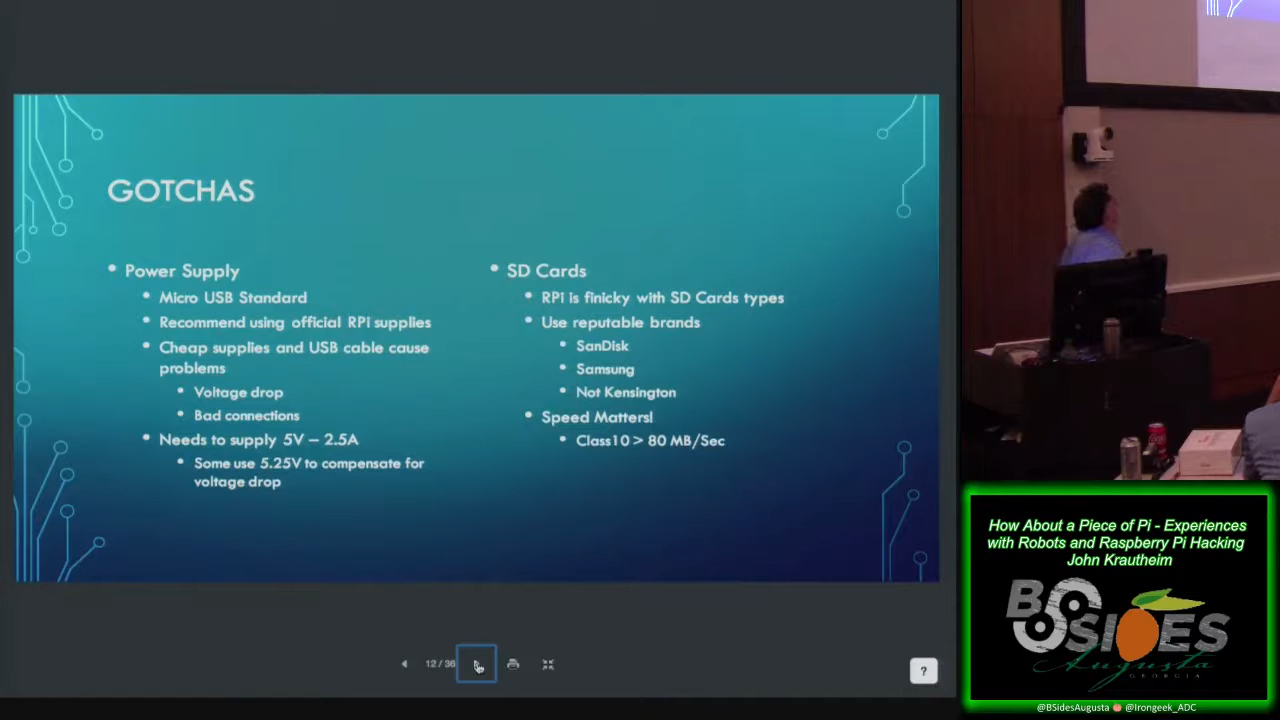 GOTCHAS
• Power Supply
• Micro USB Standard
• Recommend using official RPi supplies
• Cheap supplies and USB cable cause
problems
• Voltage drop
• Bad connections
• Needs to supply 5V – 2.5A
• Some use 5.25V to compensate for
voltage drop
• SD Cards
• RPi is finicky with SD Cards types
• Use reputable brands
• SanDisk
• Samsung
• Not Kensington
• Speed Matters!
• Class10 > 80 MB/Sec
12 / 36
?
How About a Piece of Pi - Experiences
with Robots and Raspberry Pi Hacking
John Krautheim
BSIDES
Augusta
GEORGIA
@BSidesAugusta @Irongeek_ADC